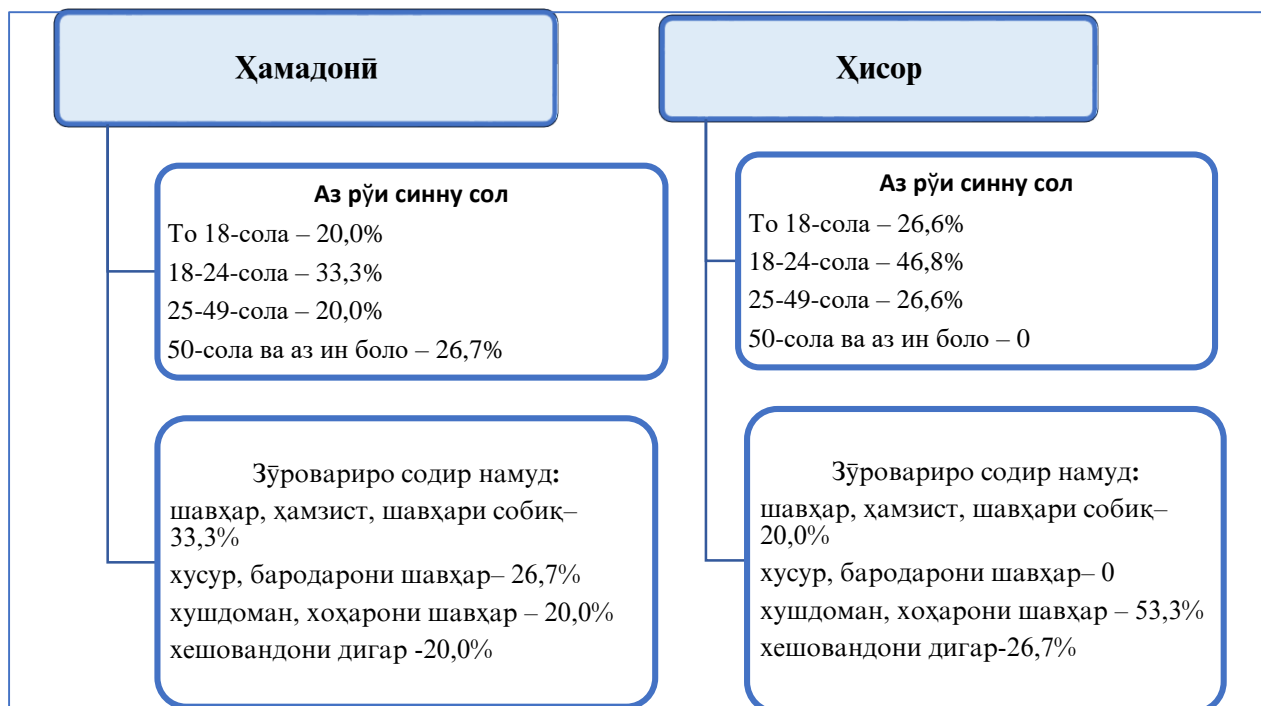 Ҳамадонӣ
Аз рӯи синну сол
То 18-сола – 20,0%
18-24-сола – 33,3%
25-49-сола – 20,0%
50-сола ва аз ин боло – 26,7%
Зӯровариро содир намуд:
шавҳар, ҳамзист, шавҳари собиқ–
33,3%
хусур, бародарони шавҳар– 26,7%
хушдоман, хоҳарони шавҳар – 20,0%
хешовандони дигар -20,0%
Ҳисор
Аз рӯи синну сол
То 18-сола – 26,6%
18-24-сола – 46,8%
25-49-сола – 26,6%
50-сола ва аз ин боло – 0
Зӯровариро содир намуд:
шавҳар, ҳамзист, шавҳари собиқ–
20,0%
хусур, бародарони шавҳар– 0
хушдоман, хоҳарони шавҳар – 53,3%
хешовандони дигар-26,7%